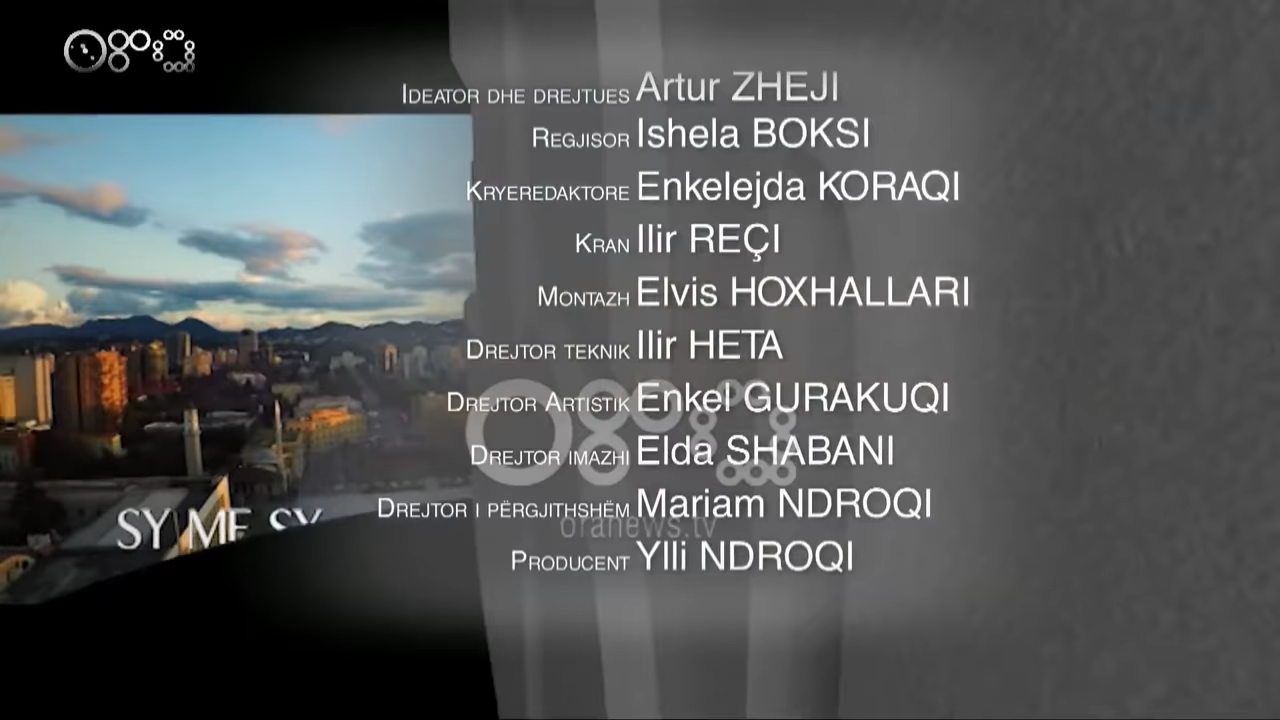 Ideator dhe drejtues Artur ZHEJI
Regjisor Ishela BOKSI
Kryeredaktore Enkelejda KORAQI
Kran Ilir REÇI
Montazh Elvis HOXHALLARI
Drejtor teknik Ilir HETA
Drejtor Artistik Enkel GURAKUQI
Drejtor imazhi Elda SHABANI
Drejtor i përgjithshëm Mariam NDROQI
SY ME SY
oranews.tv
Producent Ylli NDROQI